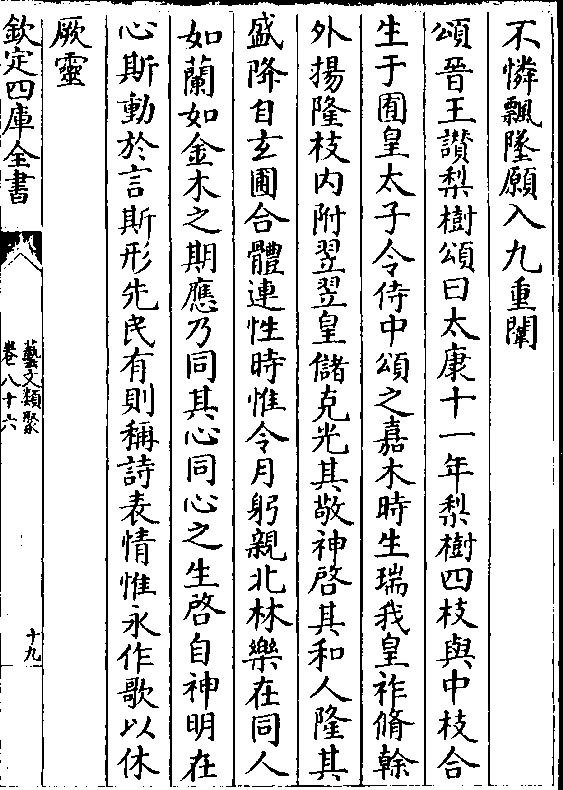 不憐飄墜願入九重闈
頌晉王讚梨樹頌曰太康十一年梨樹四枝與中枝合
生于囿皇太子令侍中頌之嘉木時生瑞我皇祚脩榦
外揚隆枝内附翌翌皇儲克光其敬神啓其和人隆其
盛降自玄圃合體連性時惟令月躬親北林樂在同人
如蘭如金木之期應乃同其心同心之生啓自神明在
心斯動於言斯形先民有則稱詩表情惟永作歌以休
厥靈
欽定四庫全書
藝文類聚
卷八十六
十九